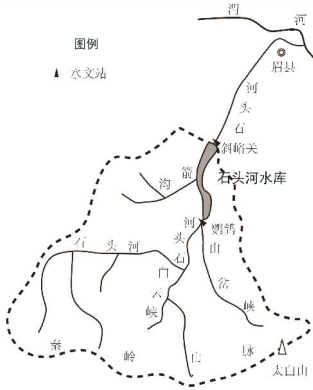 渭河
图例
水文站
眉县
河头石
斜峪关
箭沟
石头河水库
鹦鸽
河头石
山岔峡
石头河
白云峡
秦岭山脉
太白山